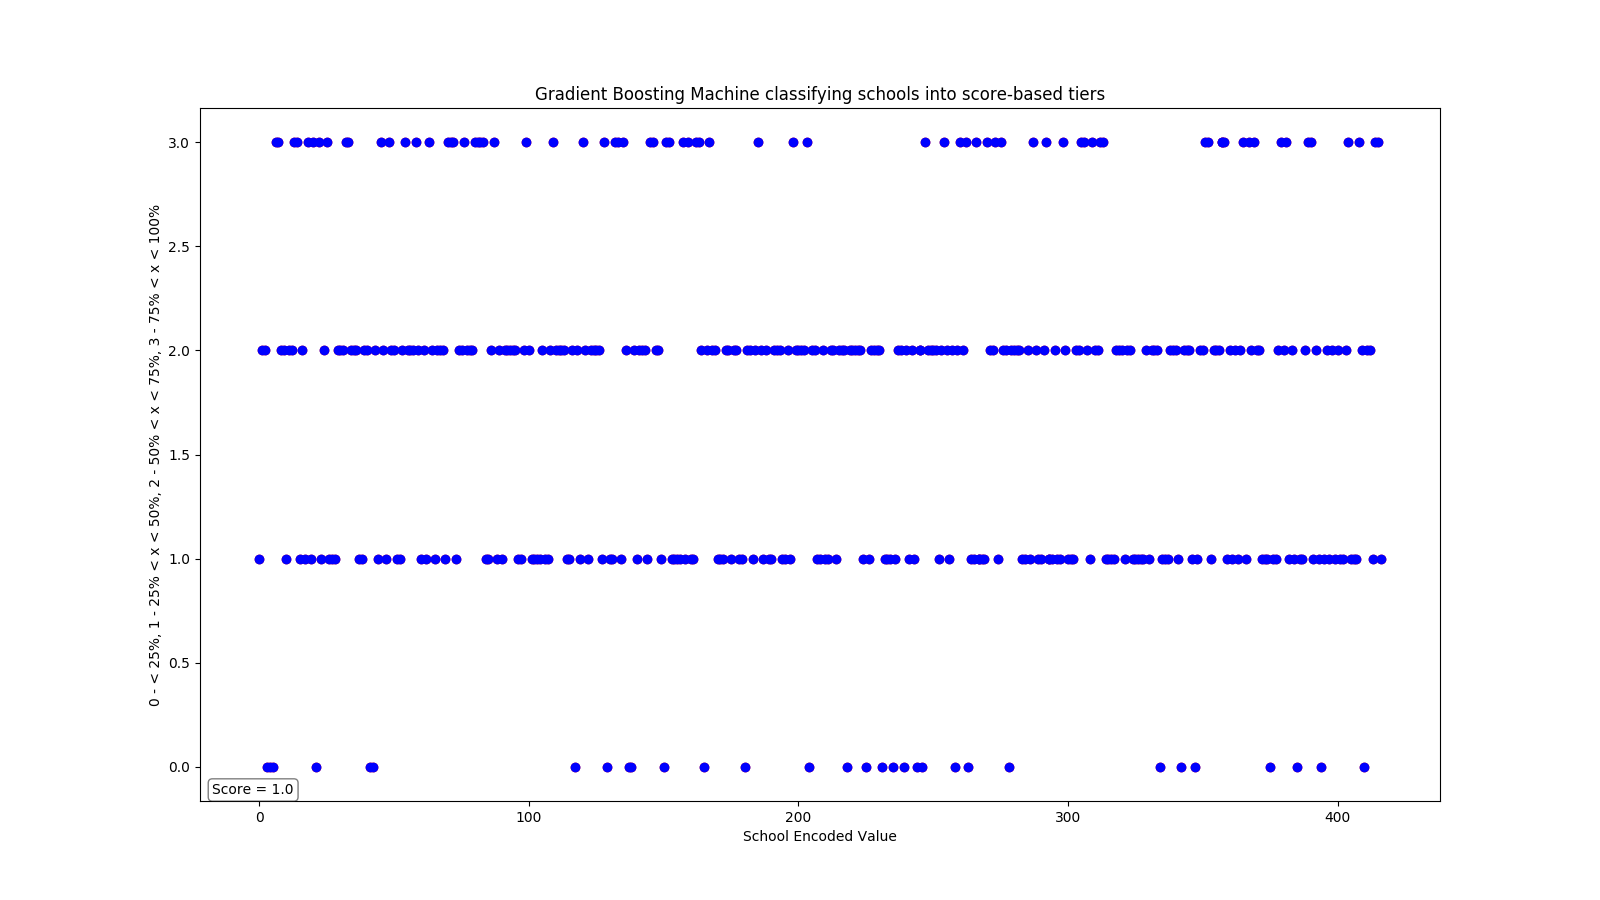 Gradient Boosting Machine classifying schools into score-based tiers
0 - < 25%, 1 - 25% < x < 50%, 2 - 50% < x < 75%, 3 - 75% < x < 100%
3.0
2.5
2.0
1.5
1.0
0.5
0.0
Score = 1.0
0 100 200 300 400
School Encoded Value